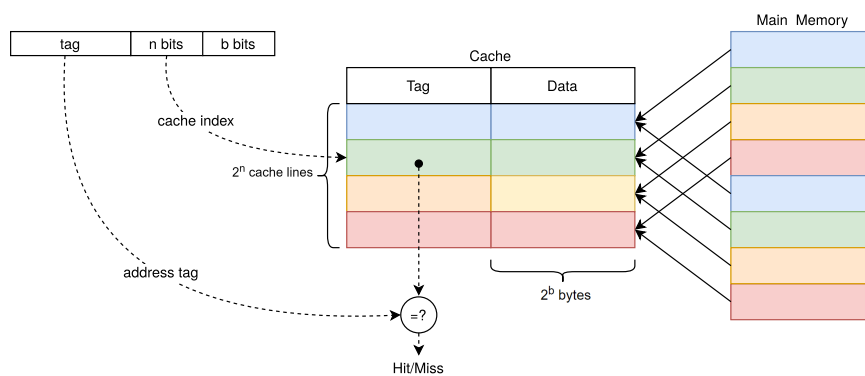 Main Memory
tag
n bits
b bits
Cache
Tag
Data
cache index
2ⁿ cache lines
address tag
2ᵇ bytes
=?
Hit/Miss